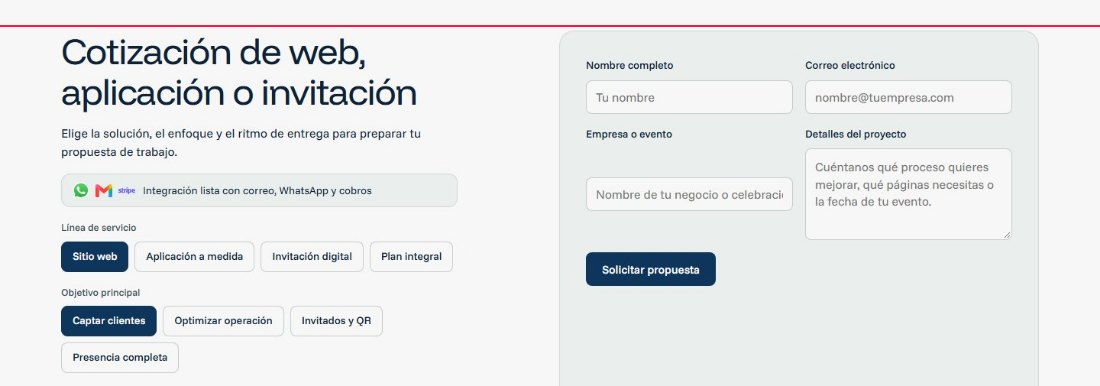 Cotización de web,
aplicación o invitación
Elige la solución, el enfoque y el ritmo de entrega para preparar tu
propuesta de trabajo.
stripe Integración lista con correo, WhatsApp y cobros
Línea de servicio
Sitio web Aplicación a medida Invitación digital Plan integral
Objetivo principal
Captar clientes Optimizar operación Invitados y QR
Presencia completa
Nombre completo
Tu nombre
Correo electrónico
nombre@tuempresa.com
Empresa o evento
Nombre de tu negocio o celebració
Detalles del proyecto
Cuéntanos qué proceso quieres
mejorar, qué páginas necesitas o
la fecha de tu evento.
Solicitar propuesta